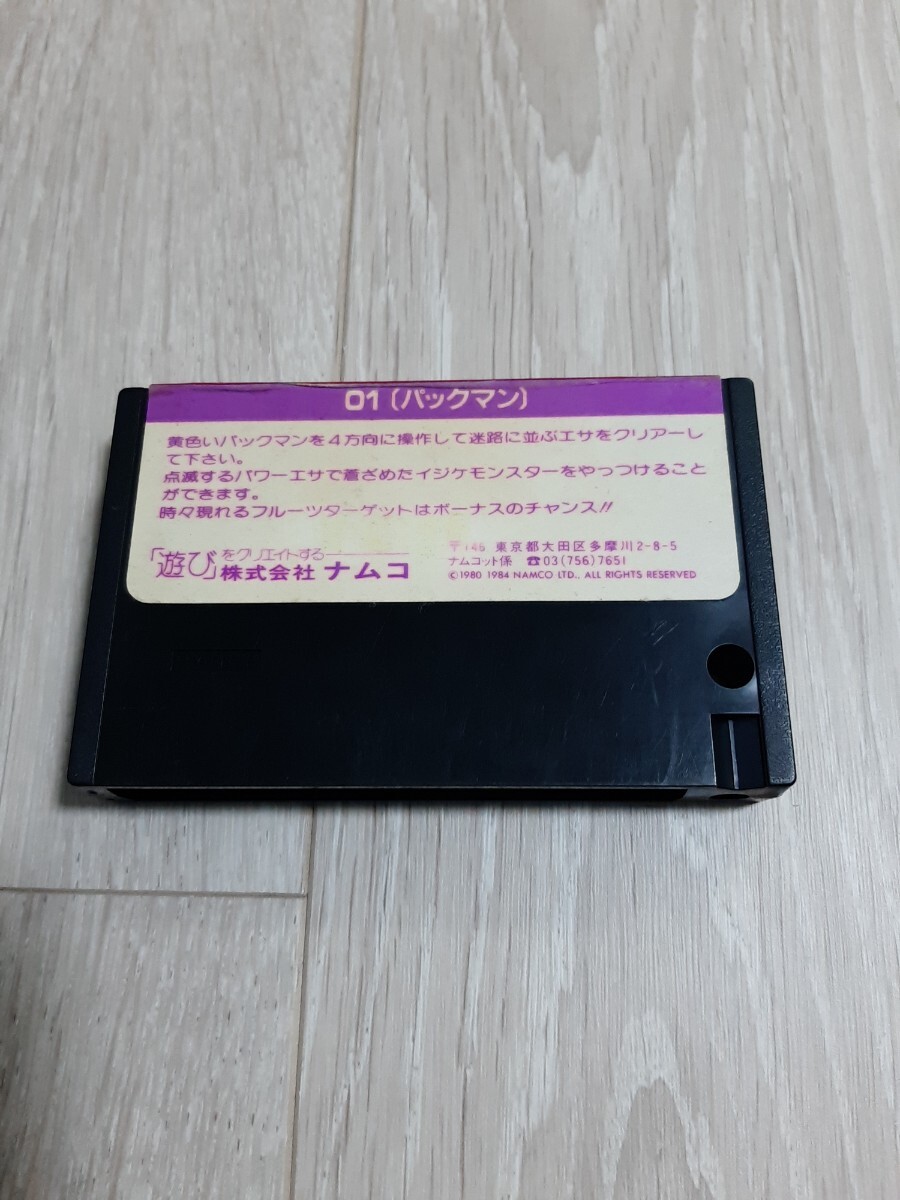 01〔パックマン〕
黄色いパックマンを4方向に操作して迷路に並ぶエサをクリアーし
て下さい。
点滅するパワーエサで着ざめたイジケモンスターをやっつけること
ができます。
時々現れるフルーツターゲットはボーナスのチャンス!!
「遊び」をクリエイトする
株式会社 ナムコ
〒146 東京都大田区多摩川2-8-5
ナムコット係 ☎03(756)7651
©1980 1984 NAMCO LTD., ALL RIGHTS RESERVED